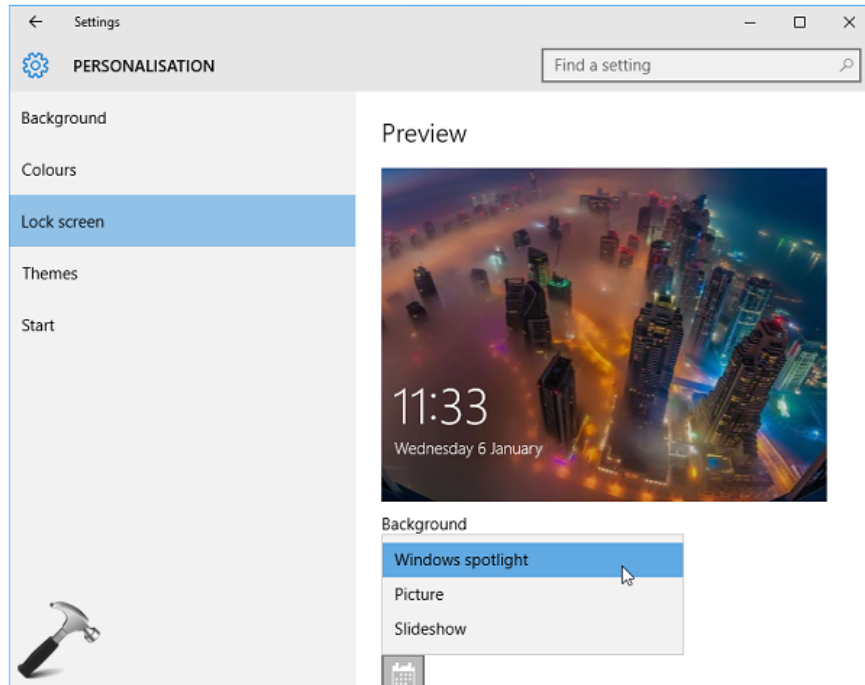 Settings
PERSONALISATION
Find a setting
Background
Colours
Lock screen
Themes
Start
Preview
11:33
Wednesday 6 January
Background
Windows spotlight
Picture
Slideshow